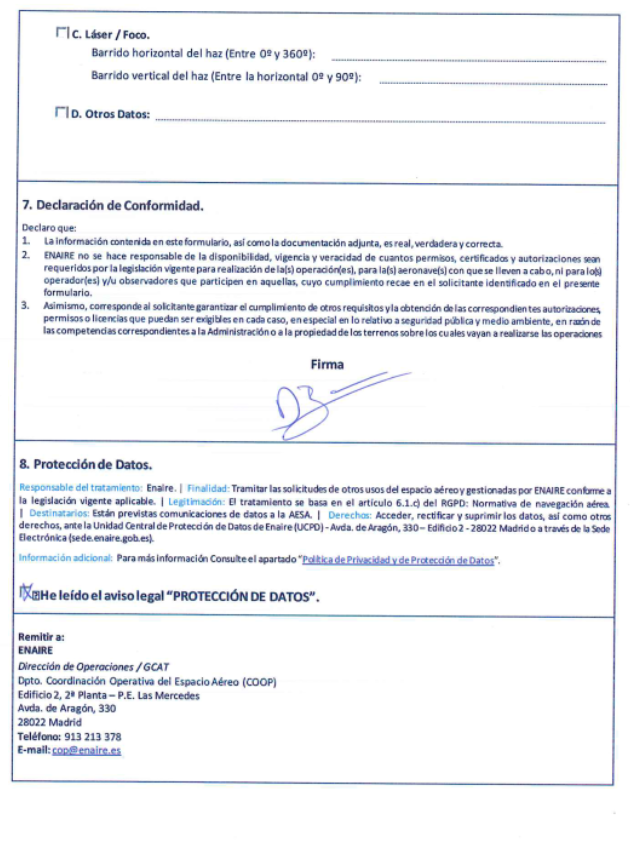 C. Láser / Foco.
Barrido horizontal del haz (Entre 0º y 360º):
Barrido vertical del haz (Entre la horizontal 0º y 90º):
D. Otros Datos:
7. Declaración de Conformidad.
Declaro que:
1. La información contenida en este formulario, así como la documentación adjunta, es real, verdadera y correcta.
2. ENAIRE no se hace responsable de la disponibilidad, vigencia y veracidad de cuantos permisos, certificados y autorizaciones sean
requeridos por la legislación vigente para realización de la(s) operación(es), para la(s) aeronave(s) con que se lleven a cabo, ni para lo(s)
operador(es) y/u observadores que participen en aquellas, cuyo cumplimiento recae en el solicitante identificado en el presente
formulario.
3. Asimismo, corresponde al solicitante garantizar el cumplimiento de otros requisitos y la obtención de las correspondientes autorizaciones,
permisos o licencias que puedan ser exigibles en cada caso, en especial en lo relativo a seguridad pública y medio ambiente, en razón de
las competencias correspondientes a la Administración o a la propiedad de los terrenos sobre los cuales vayan a realizarse las operaciones
Firma
8. Protección de Datos.
Responsable del tratamiento: Enaire. | Finalidad: Tramitar las solicitudes de otros usos del espacio aéreo y gestionadas por ENAIRE conforme a
la legislación vigente aplicable. | Legitimación: El tratamiento se basa en el artículo 6.1.c) del RGPD: Normativa de navegación aérea.
| Destinatarios: Están previstas comunicaciones de datos a la AESA. | Derechos: Acceder, rectificar y suprimir los datos, así como otros
derechos, ante la Unidad Central de Protección de Datos de Enaire (UCPD) - Avda. de Aragón, 330 – Edificio 2 - 28022 Madrid o a través de la Sede
Electrónica (sede.enaire.gob.es).
Información adicional: Para más información Consulte el apartado "Política de Privacidad y de Protección de Datos".
He leído el aviso legal "PROTECCIÓN DE DATOS".
Remitir a:
ENAIRE
Dirección de Operaciones / GCAT
Dpto. Coordinación Operativa del Espacio Aéreo (COOP)
Edificio 2, 2ª Planta – P.E. Las Mercedes
Avda. de Aragón, 330
28022 Madrid
Teléfono: 913 213 378
E-mail: cop@enaire.es